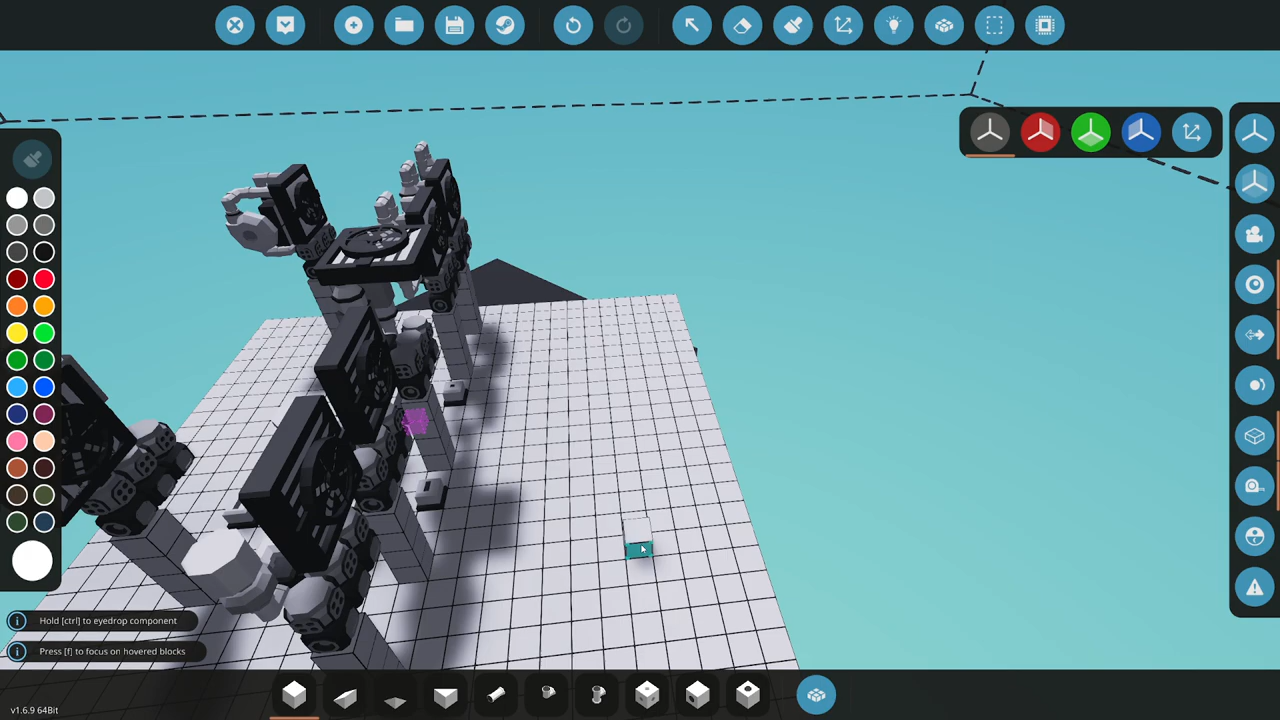 Hold [ctrl] to eyedrop component
Press [f] to focus on hovered blocks
v1.6.9 64Bit